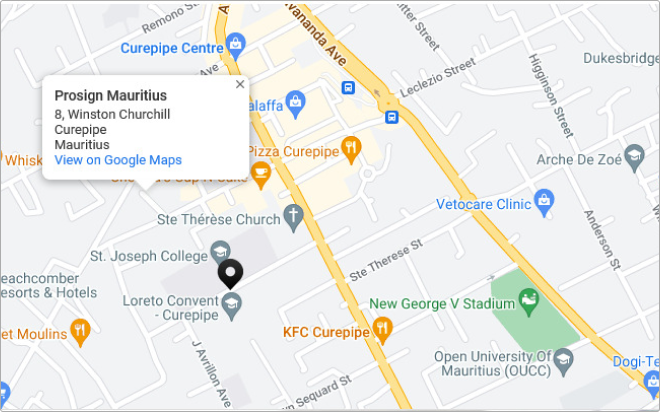 Remono St
vananda Ave
fter Street
Curepipe Centre
Dukesbridge
Leclezio Street
Higginson Street
Ave
×
Prosign Mauritius
8, Winston Churchill
Curepipe
Mauritius
View on Google Maps
alaffa
Whisk
Pizza Curepipe
Arche De Zoé
Vetocare Clinic
Ste Thérèse Church
Anderson St
St. Joseph College
Ste Therese St
eachcomber
esorts & Hotels
Loreto Convent
- Curepipe
New George V Stadium
KFC Curepipe
et Moulins
J Avrillon Ave
Open University Of
Mauritius (OUCC)
Dogi-Te
n Sequard St